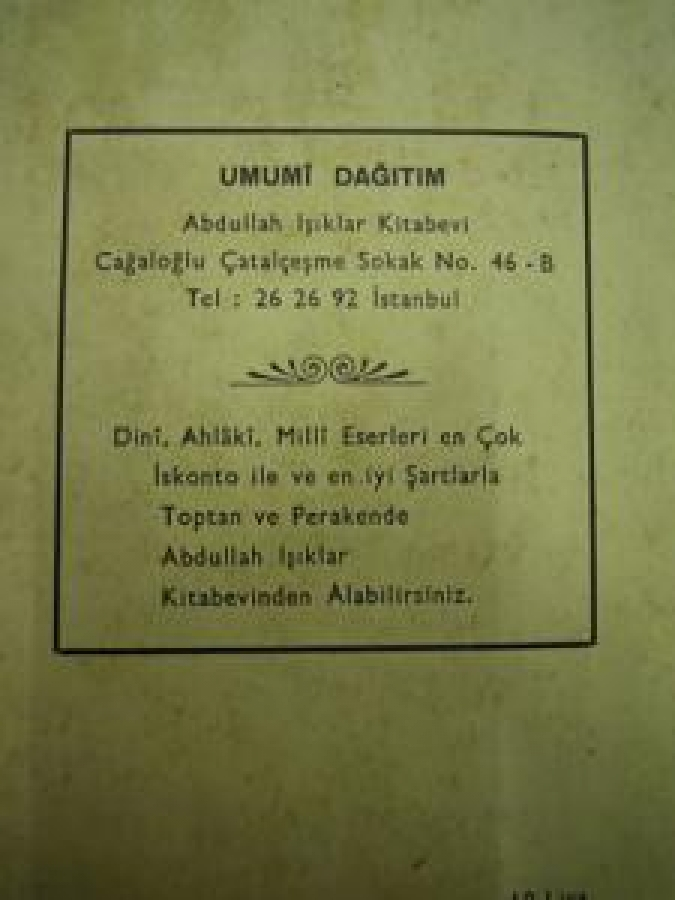 UMUMÎ DAĞITIM
Abdullah Işıklar Kitabevi
Cağaloğlu Çatalçeşme Sokak No. 46 - B
Tel : 26 26 92 İstanbul
Dinî, Ahlâkî, Millî Eserleri en Çok
İskonto ile ve en iyi Şartlarla
Toptan ve Perakende
Abdullah Işıklar
Kitabevinden Alabilirsiniz.